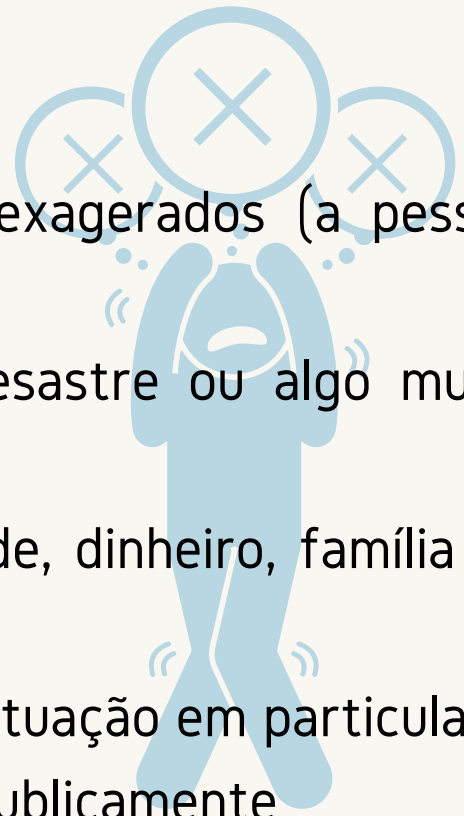 exagerados (a pess
esastre ou algo mu
de, dinheiro, família
tuação em particula
ublicamente